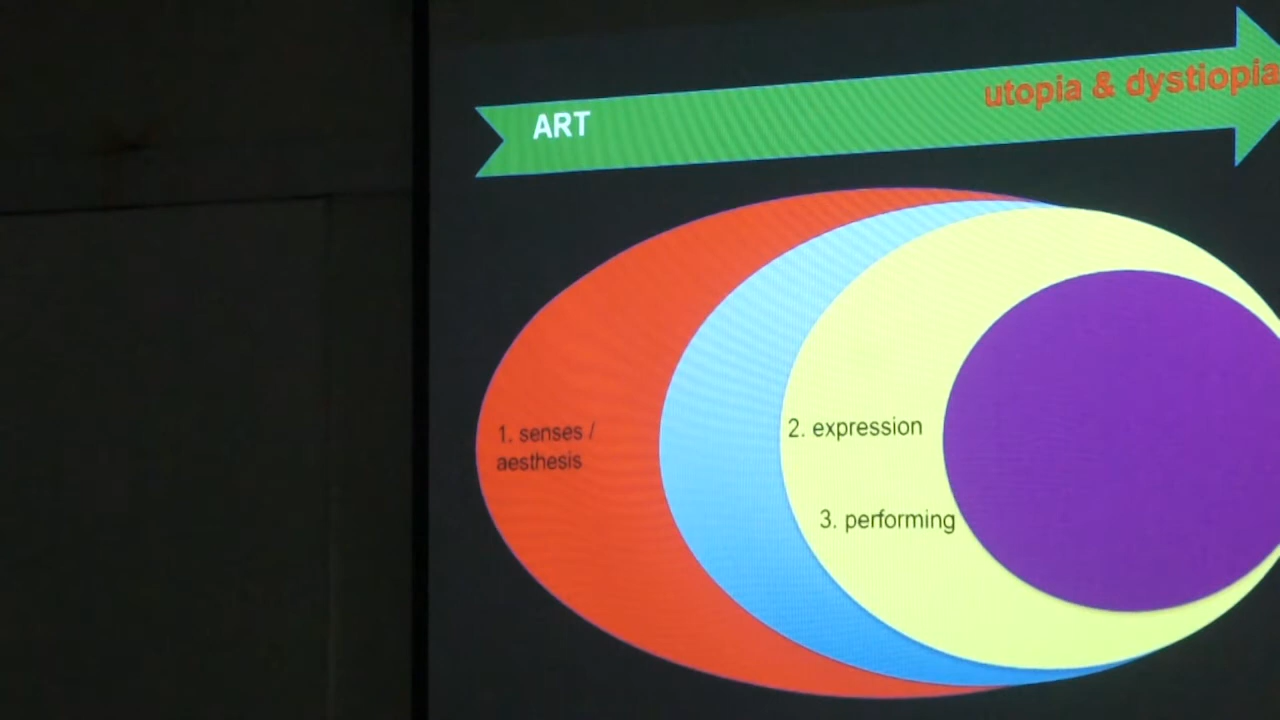 ART
utopia & dystiopia
1. senses /
aesthesis
2. expression
3. performing